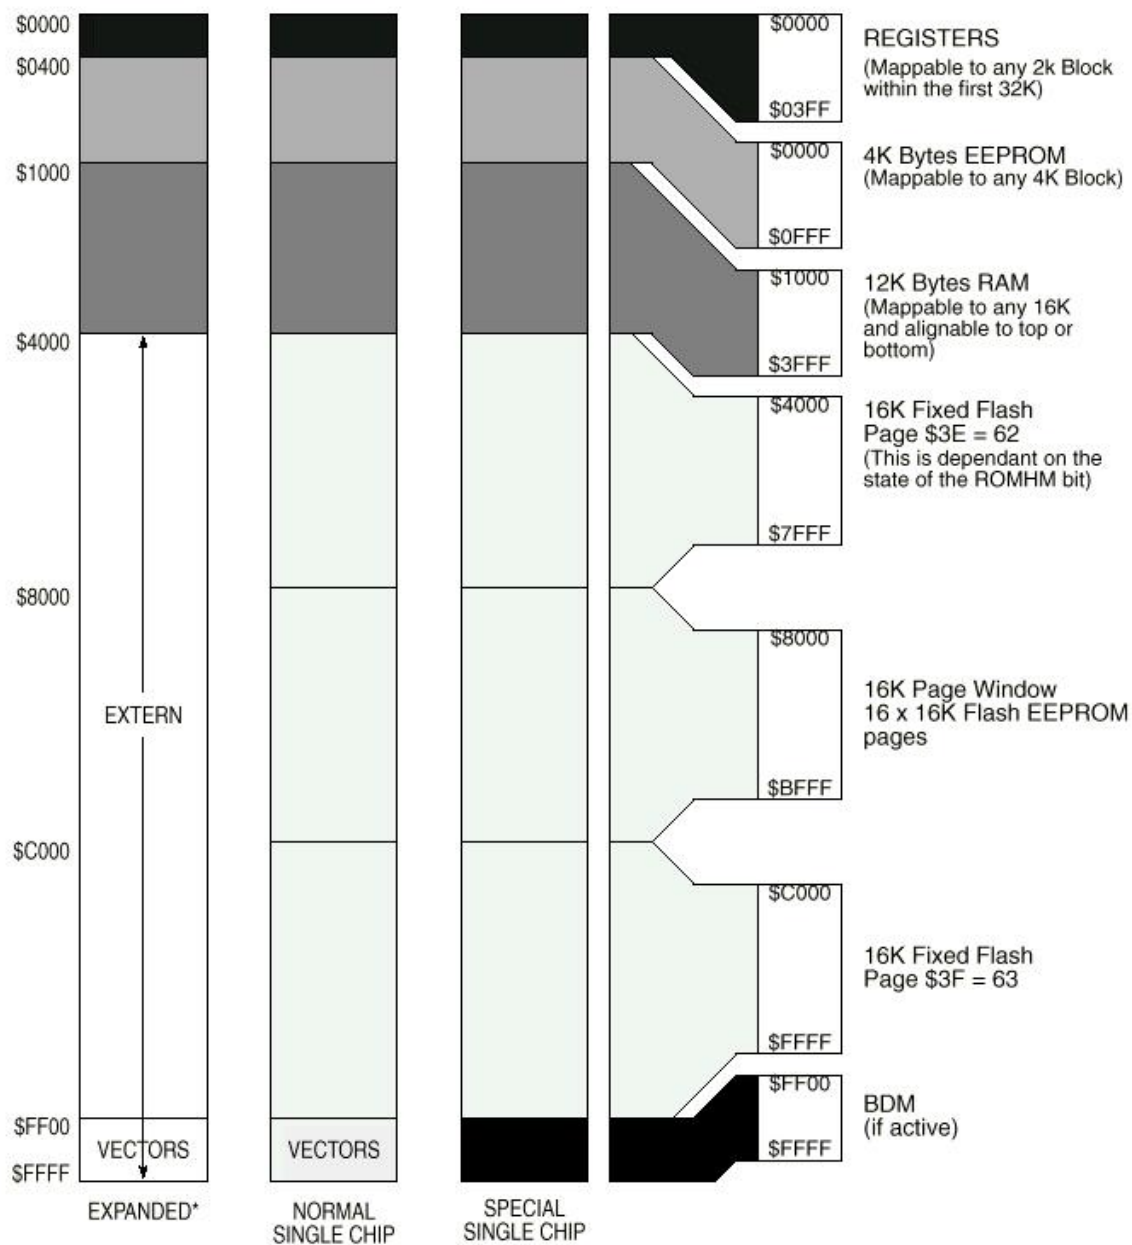 $0000
$0400
$1000
$4000
$8000
$C000
$FF00
$FFFF
EXTERN
VECTORS
EXPANDED*
VECTORS
NORMAL
SINGLE CHIP
SPECIAL
SINGLE CHIP
$0000
$03FF
REGISTERS
(Mappable to any 2k Block
within the first 32K)
$0000
$0FFF
4K Bytes EEPROM
(Mappable to any 4K Block)
$1000
$3FFF
12K Bytes RAM
(Mappable to any 16K
and alignable to top or
bottom)
$4000
$7FFF
16K Fixed Flash
Page $3E = 62
(This is dependant on the
state of the ROMHM bit)
$8000
$BFFF
16K Page Window
16 x 16K Flash EEPROM
pages
$C000
$FFFF
16K Fixed Flash
Page $3F = 63
$FF00
$FFFF
BDM
(if active)